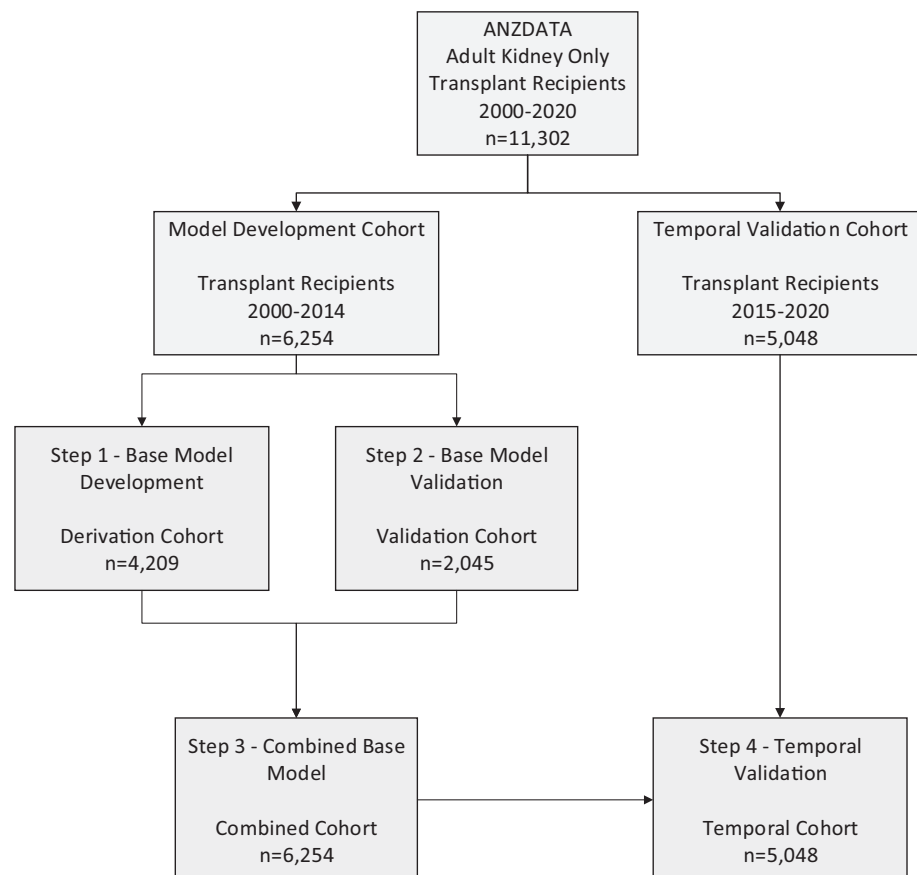 ANZDATA
Adult Kidney Only
Transplant Recipients
2000-2020
n=11,302
Model Development Cohort
Transplant Recipients
2000-2014
n=6,254
Temporal Validation Cohort
Transplant Recipients
2015-2020
n=5,048
Step 1 - Base Model
Development
Derivation Cohort
n=4,209
Step 2 - Base Model
Validation
Validation Cohort
n=2,045
Step 3 - Combined Base
Model
Combined Cohort
n=6,254
Step 4 - Temporal
Validation
Temporal Cohort
n=5,048